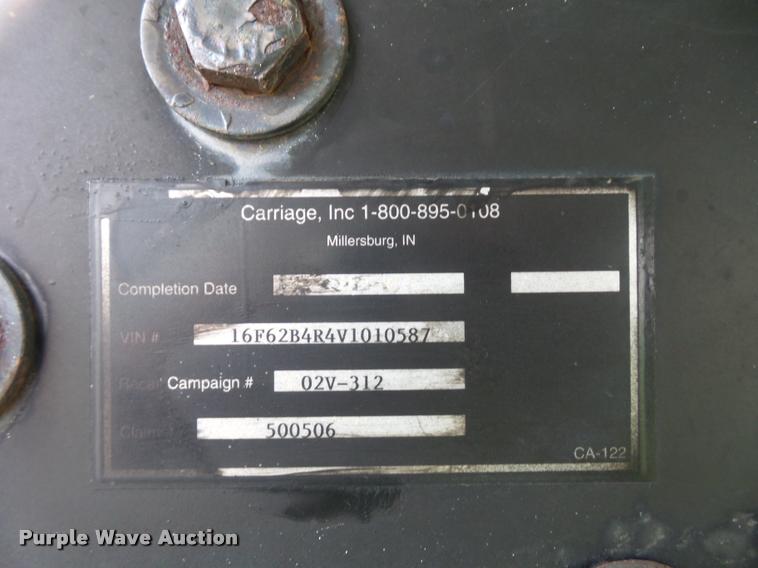 Carriage, Inc 1-800-895-0108
Millersburg, IN
Completion Date
VIN # 16F62B4R4V1010587
Recall Campaign # 02V-312
Claim 500506
CA-122
Purple Wave Auction